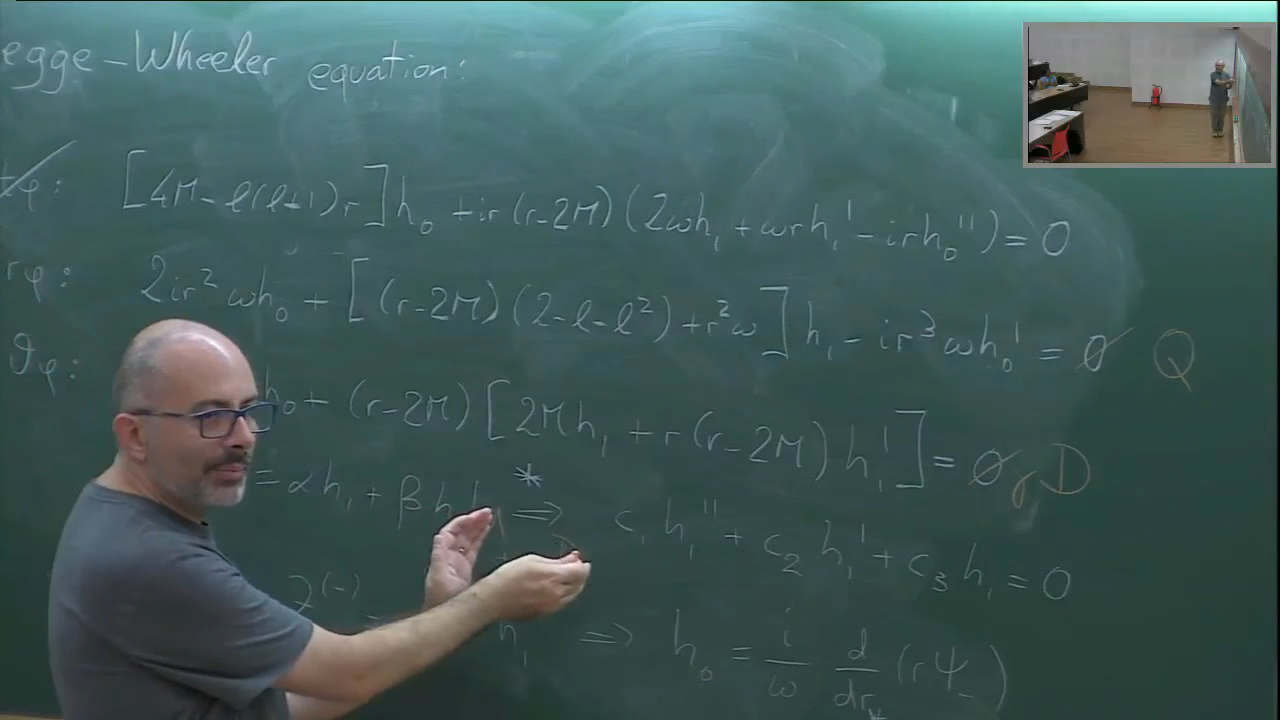 egge-Wheeler equation:
tφ: [4M-ℓ(ℓ+1)r]h₀ + ir(r-2M)(2ωh₁ + ωrh₁' - irh₀'') = 0
rφ: 2ir²ωh₀ + [(r-2M)(2-ℓ-ℓ²)+r²ω]h₁ - ir³ωh₀' = 0 Q
ϑφ: h₀ + (r-2M)[2Mh₁ + r(r-2M)h₁'] = 0 γD
= αh₁ + βh * ⇒ c₁h₁'' + c₂h₁' + c₃h₁ = 0
(-) = h₁ ⇒ h₀ = i/ω d/dr* (rΨ₋)